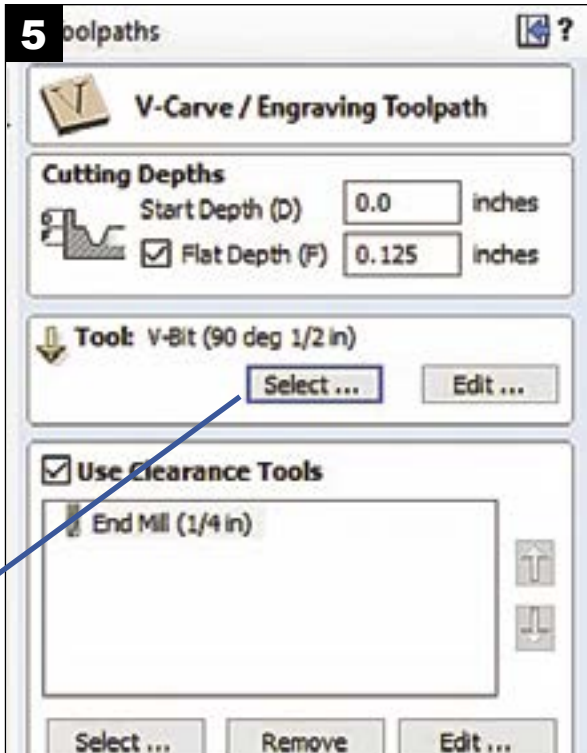 5
oolpaths
?
V-Carve / Engraving Toolpath
Cutting Depths
Start Depth (D) 0.0 inches
Flat Depth (F) 0.125 inches
Tool: V-Bit (90 deg 1/2 in)
Select ... Edit ...
Use Clearance Tools
End Mill (1/4 in)
Select ... Remove Edit ...